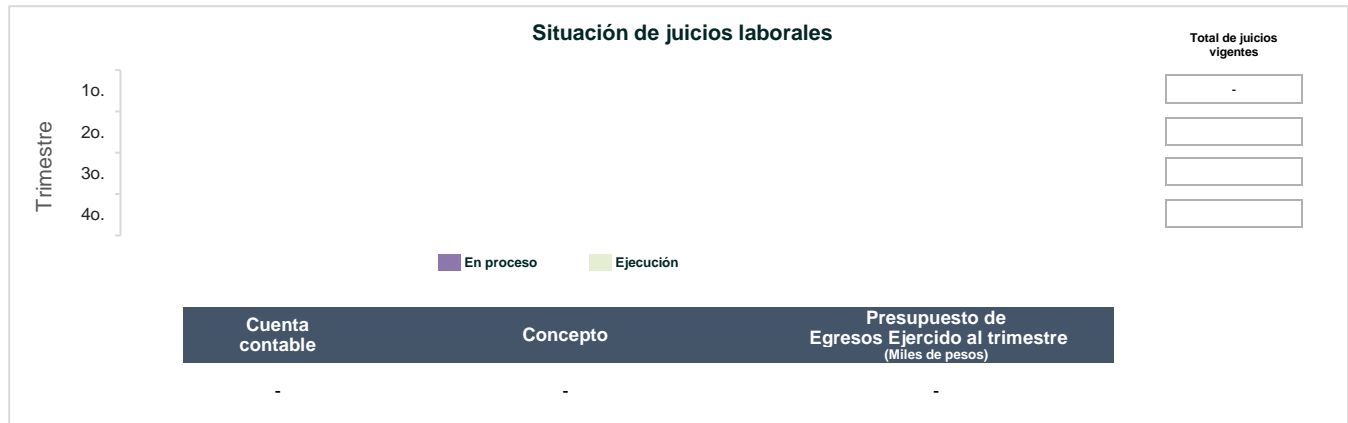 Situación de juicios laborales
Total de juicios
vigentes
Trimestre
1o.
-
2o.
3o.
4o.
En proceso
Ejecución
Cuenta
contable
Concepto
Presupuesto de
Egresos Ejercido al trimestre
(Miles de pesos)
-
-
-